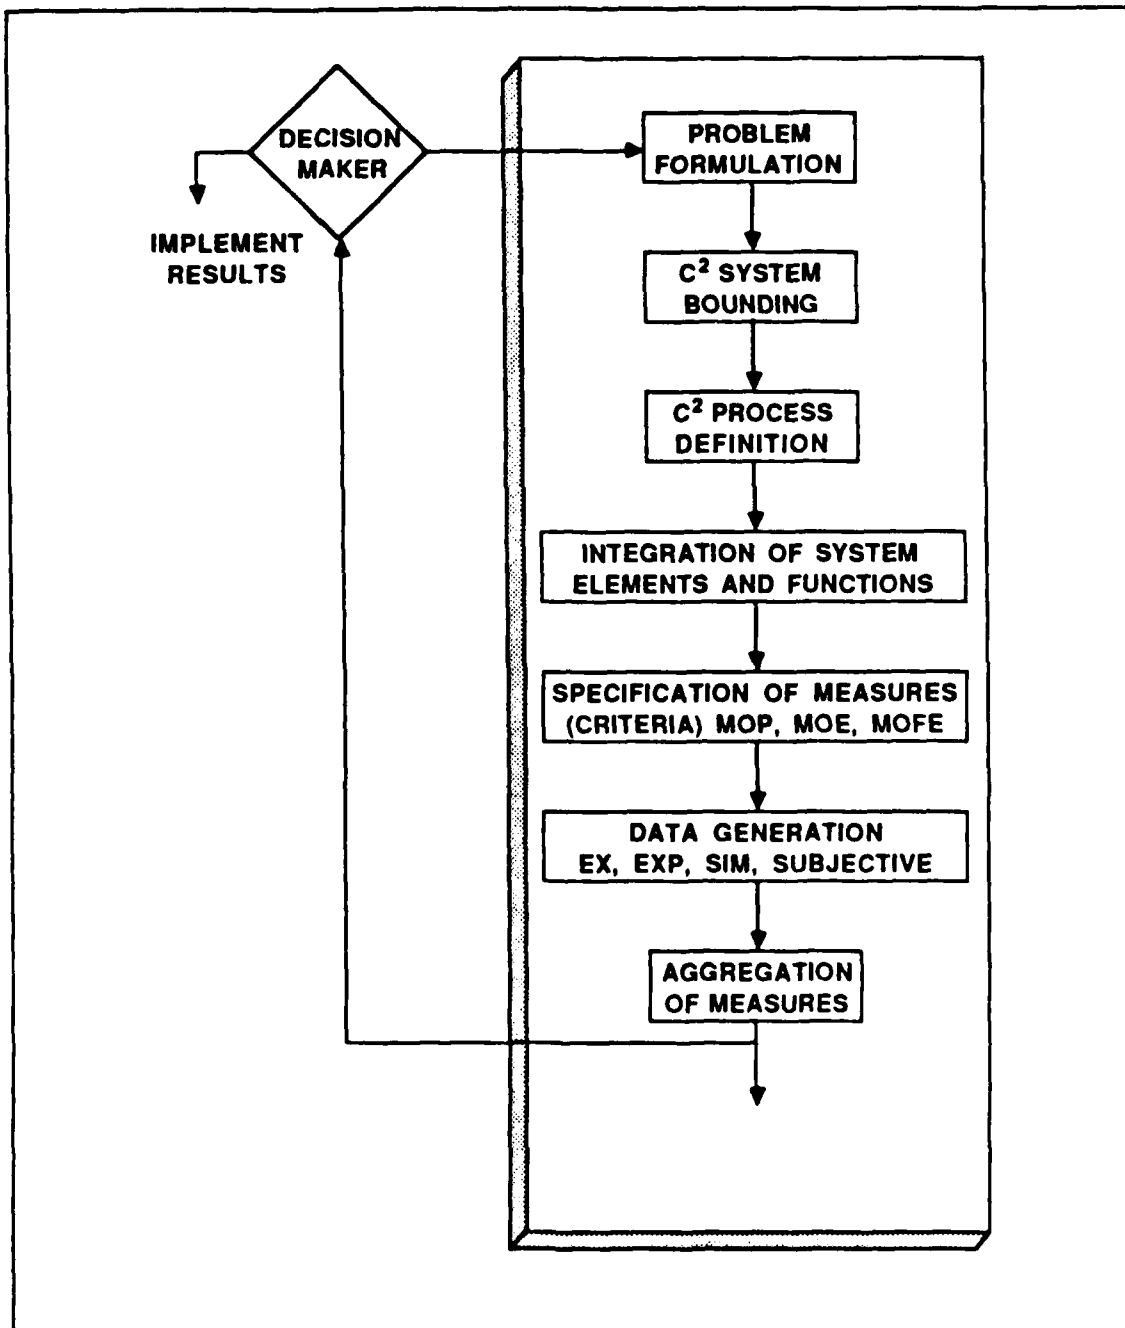 DECISION
MAKER
IMPLEMENT
RESULTS
PROBLEM
FORMULATION
C² SYSTEM
BOUNDING
C² PROCESS
DEFINITION
INTEGRATION OF SYSTEM
ELEMENTS AND FUNCTIONS
SPECIFICATION OF MEASURES
(CRITERIA) MOP, MOE, MOFE
DATA GENERATION
EX, EXP, SIM, SUBJECTIVE
AGGREGATION
OF MEASURES